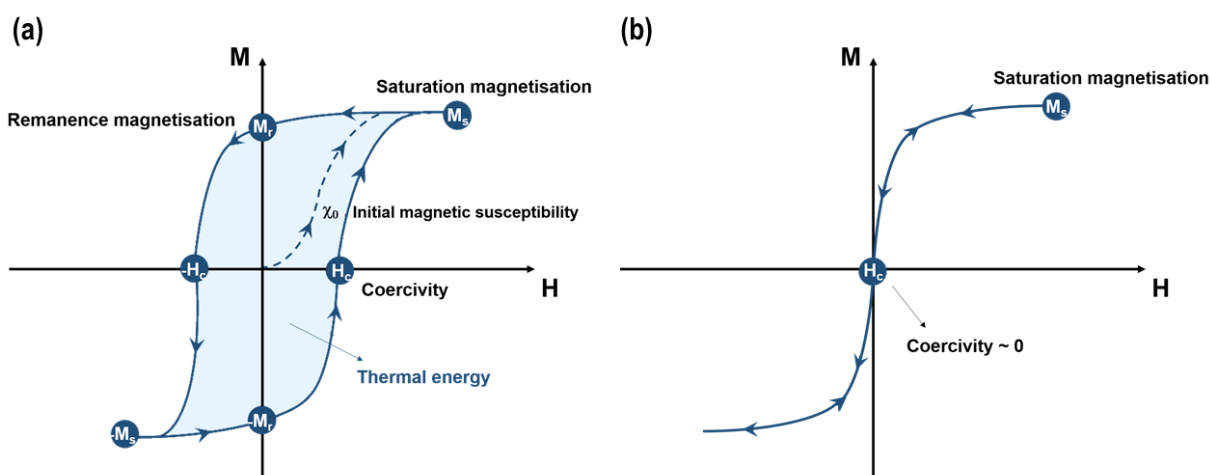 (a)
M
Saturation magnetisation
Ms
Remanence magnetisation
Mr
χ0
Initial magnetic susceptibility
-Hc
Hc
H
Coercivity
Thermal energy
-Mr
-Ms
(b)
M
Saturation magnetisation
Ms
Hc
H
Coercivity ~ 0